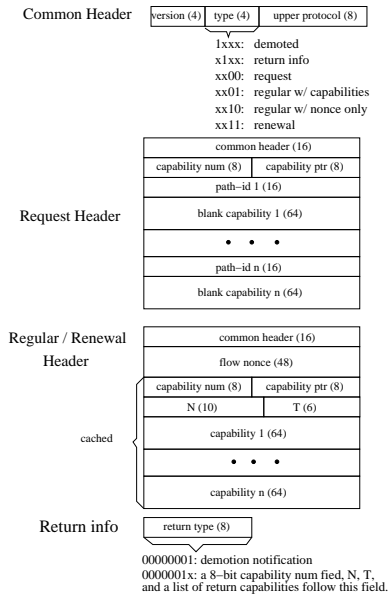 Common Header
version (4) type (4) upper protocol (8)
1xxx: demoted
x1xx: return info
xx00: request
xx01: regular w/ capabilities
xx10: regular w/ nonce only
xx11: renewal
Request Header
common header (16)
capability num (8) capability ptr (8)
path−id 1 (16)
blank capability 1 (64)
• • •
path−id n (16)
blank capability n (64)
Regular / Renewal
Header
common header (16)
flow nonce (48)
cached
capability num (8) capability ptr (8)
N (10) T (6)
capability 1 (64)
• • •
capability n (64)
Return info
return type (8)
00000001: demotion notification
0000001x: a 8−bit capability num fied, N, T,
and a list of return capabilities follow this field.